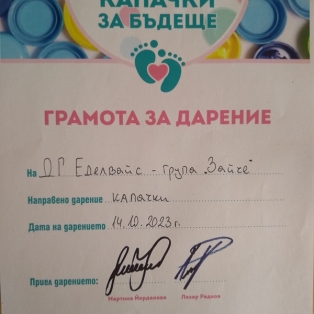 КАПАЧКИ
ЗА БЪДЕЩЕ
ГРАМОТА ЗА ДАРЕНИЕ
На ДГ Еделвайс - група "Зайче"
Направено дарение капачки
Дата на дарението 14.10.2023 г.
Приел дарението:
Мартина Йорданова Лазар Радков